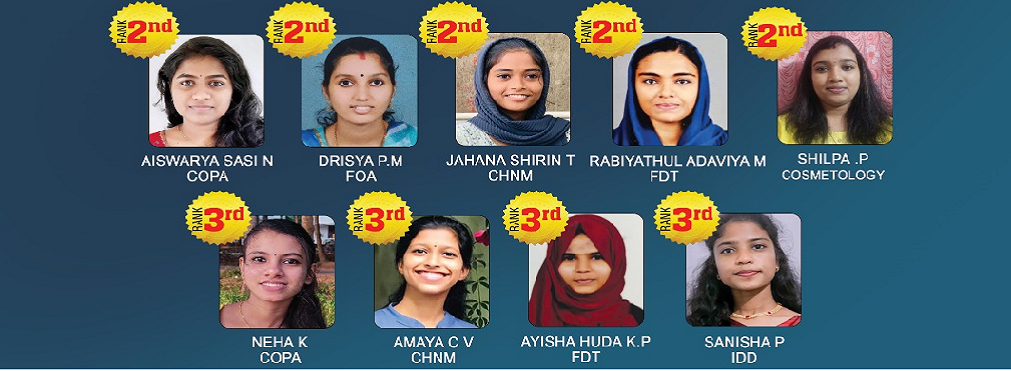 RANK 2nd
RANK 2nd
RANK 2nd
RANK 2nd
RANK 2nd
AISWARYA SASI N
COPA
DRISYA P.M
FOA
JAHANA SHIRIN T
CHNM
RABIYATHUL ADAVIYA M
FDT
SHILPA .P
COSMETOLOGY
RANK 3rd
RANK 3rd
RANK 3rd
RANK 3rd
NEHA K
COPA
AMAYA C V
CHNM
AYISHA HUDA K.P
FDT
SANISHA P
IDD